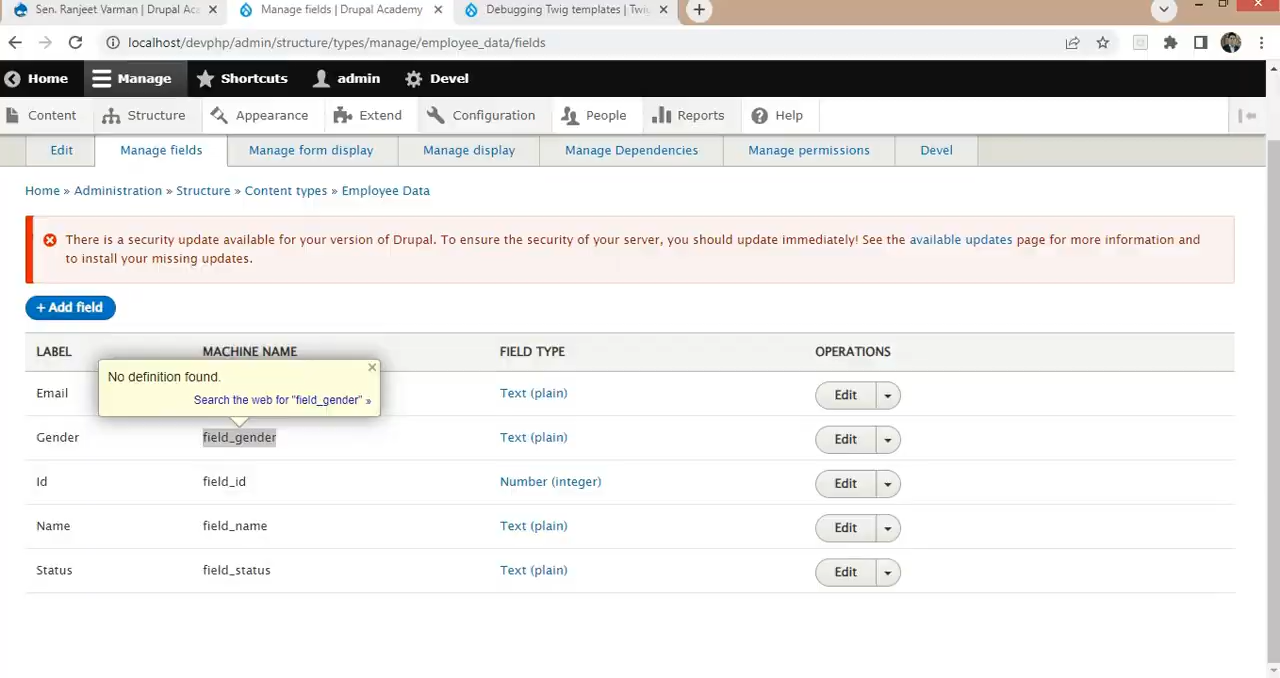 Sen. Ranjeet Varman | Drupal Aca
Manage fields | Drupal Academy
Debugging Twig templates | Twig
localhost/devphp/admin/structure/types/manage/employee_data/fields
Home Manage Shortcuts admin Devel
Content Structure Appearance Extend Configuration People Reports Help
Edit Manage fields Manage form display Manage display Manage Dependencies Manage permissions Devel
Home » Administration » Structure » Content types » Employee Data
There is a security update available for your version of Drupal. To ensure the security of your server, you should update immediately! See the available updates page for more information and
to install your missing updates.
+ Add field
LABEL MACHINE NAME FIELD TYPE OPERATIONS
No definition found.
Search the web for "field_gender" »
Email Text (plain) Edit
Gender field_gender Text (plain) Edit
Id field_id Number (integer) Edit
Name field_name Text (plain) Edit
Status field_status Text (plain) Edit